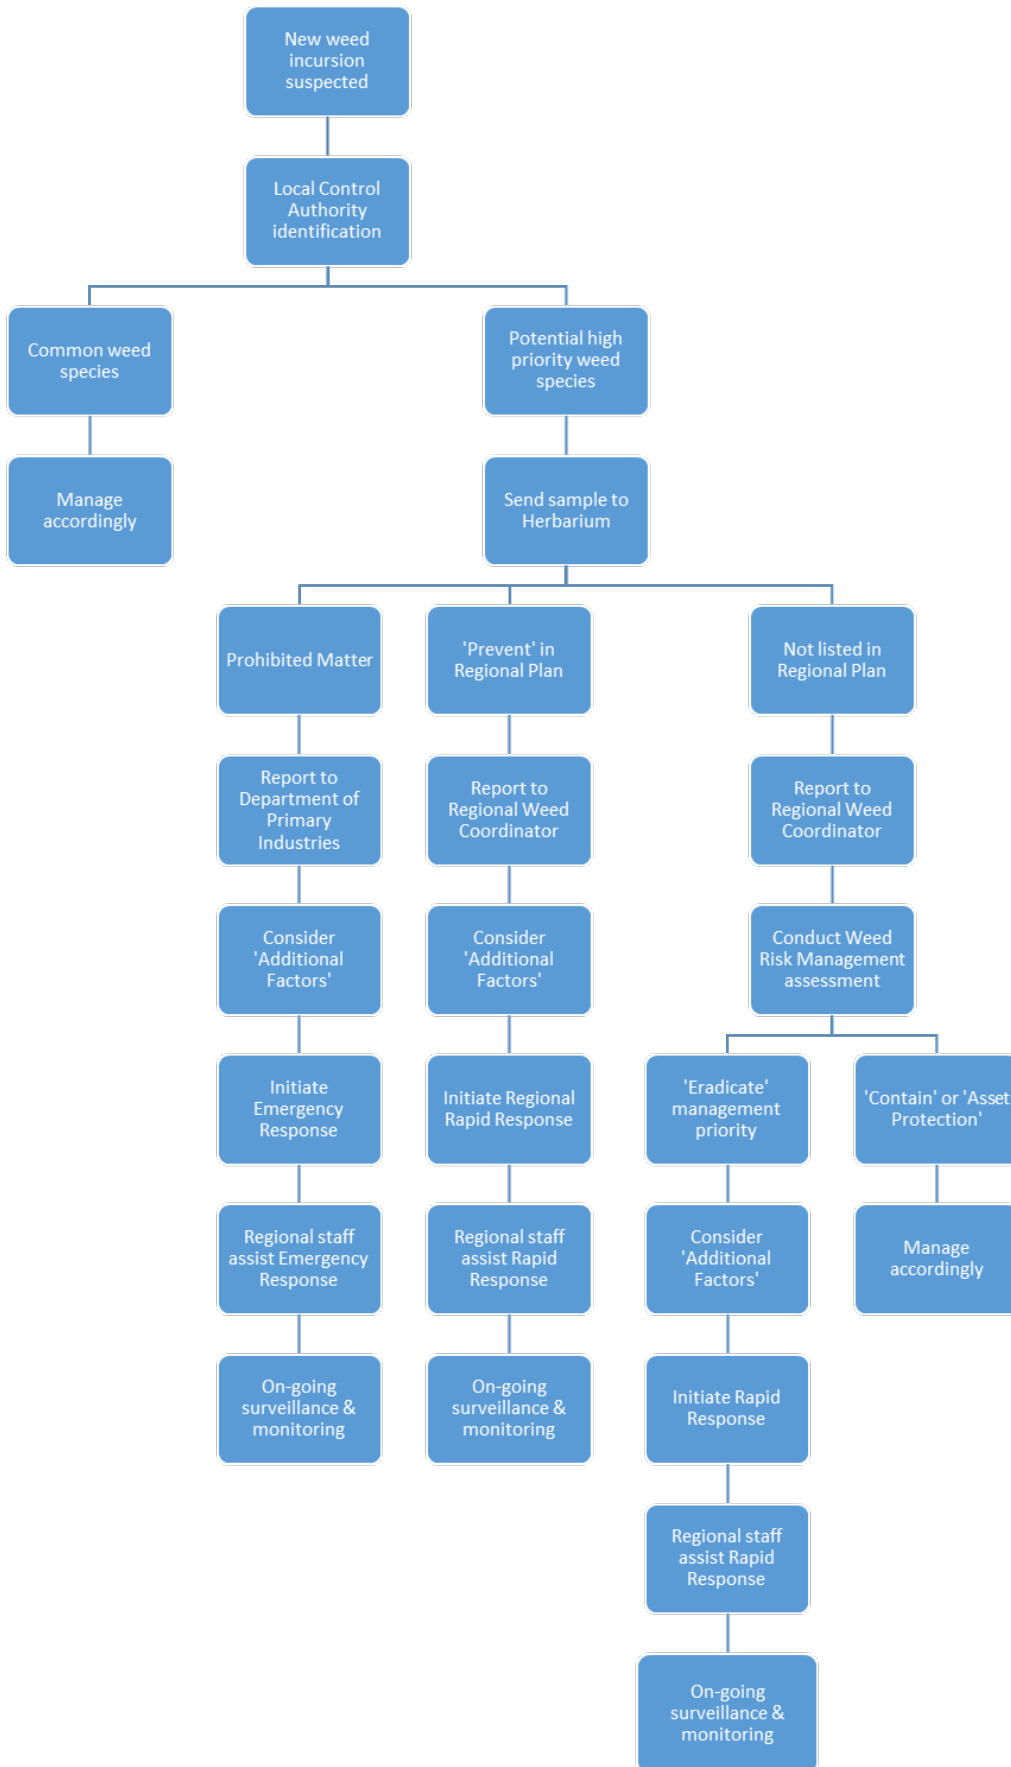 New weed
incursion
suspected
Local Control
Authority
identification
Common weed
species
Potential high
priority weed
species
Manage
accordingly
Send sample to
Herbarium
Prohibited Matter
'Prevent' in
Regional Plan
Not listed in
Regional Plan
Report to
Department of
Primary
Industries
Report to
Regional Weed
Coordinator
Report to
Regional Weed
Coordinator
Consider
'Additional
Factors'
Consider
'Additional
Factors'
Conduct Weed
Risk Management
assessment
Initiate
Emergency
Response
Initiate Regional
Rapid Response
'Eradicate'
management
priority
'Contain' or 'Asset
Protection'
Regional staff
assist Emergency
Response
Regional staff
assist Rapid
Response
Consider
'Additional
Factors'
Manage
accordingly
On-going
surveillance &
monitoring
On-going
surveillance &
monitoring
Initiate Rapid
Response
Regional staff
assist Rapid
Response
On-going
surveillance &
monitoring